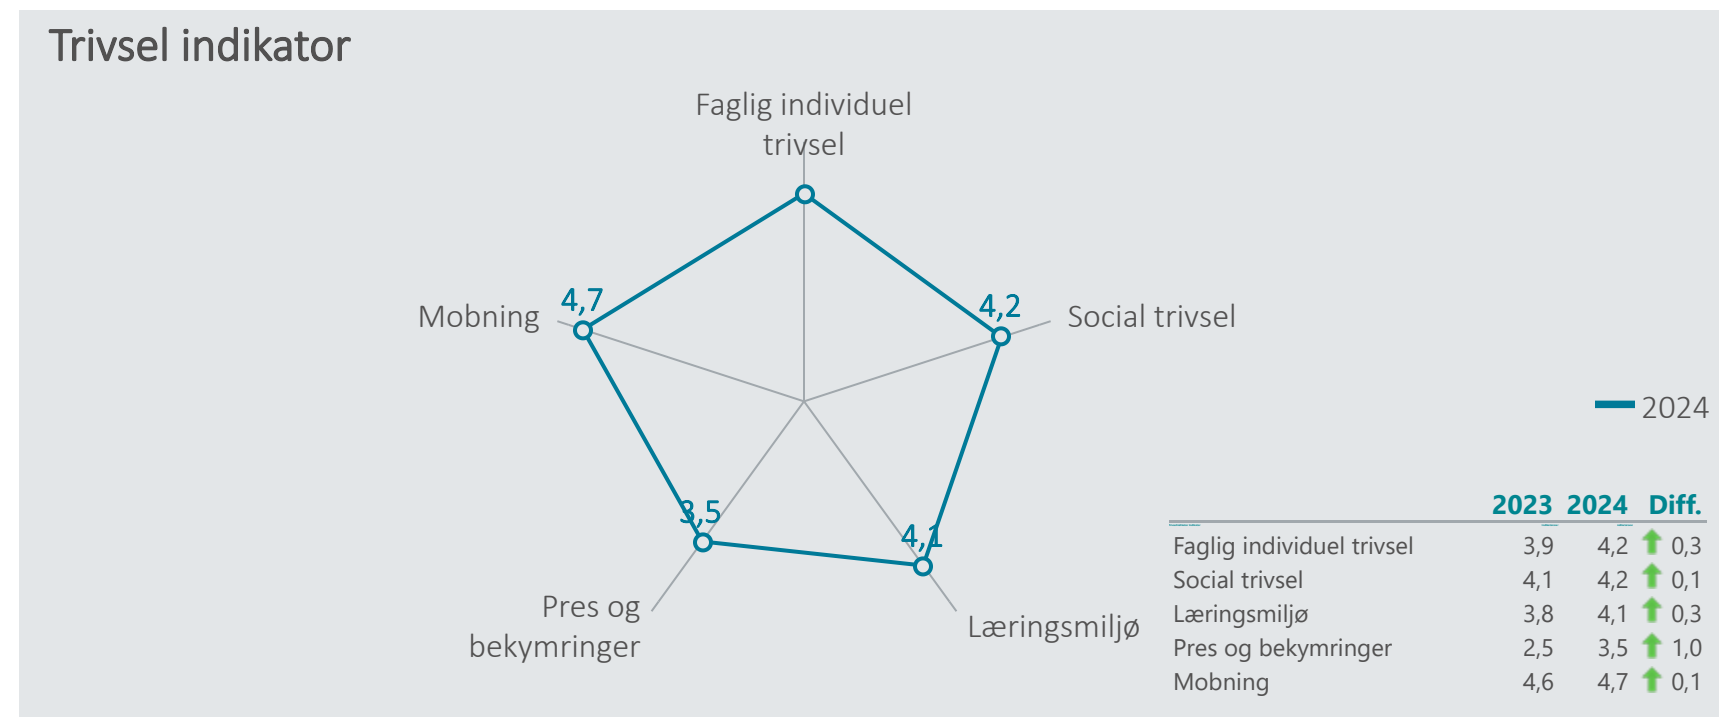 Trivsel indikator
Faglig individuel
trivsel
4,7
Mobning
4,2
Social trivsel
2024
3,5
4,1
Pres og
bekymringer
Læringsmiljø
2023 2024 Diff.
Faglig individuel trivsel 3,9 4,2 0,3
Social trivsel 4,1 4,2 0,1
Læringsmiljø 3,8 4,1 0,3
Pres og bekymringer 2,5 3,5 1,0
Mobning 4,6 4,7 0,1